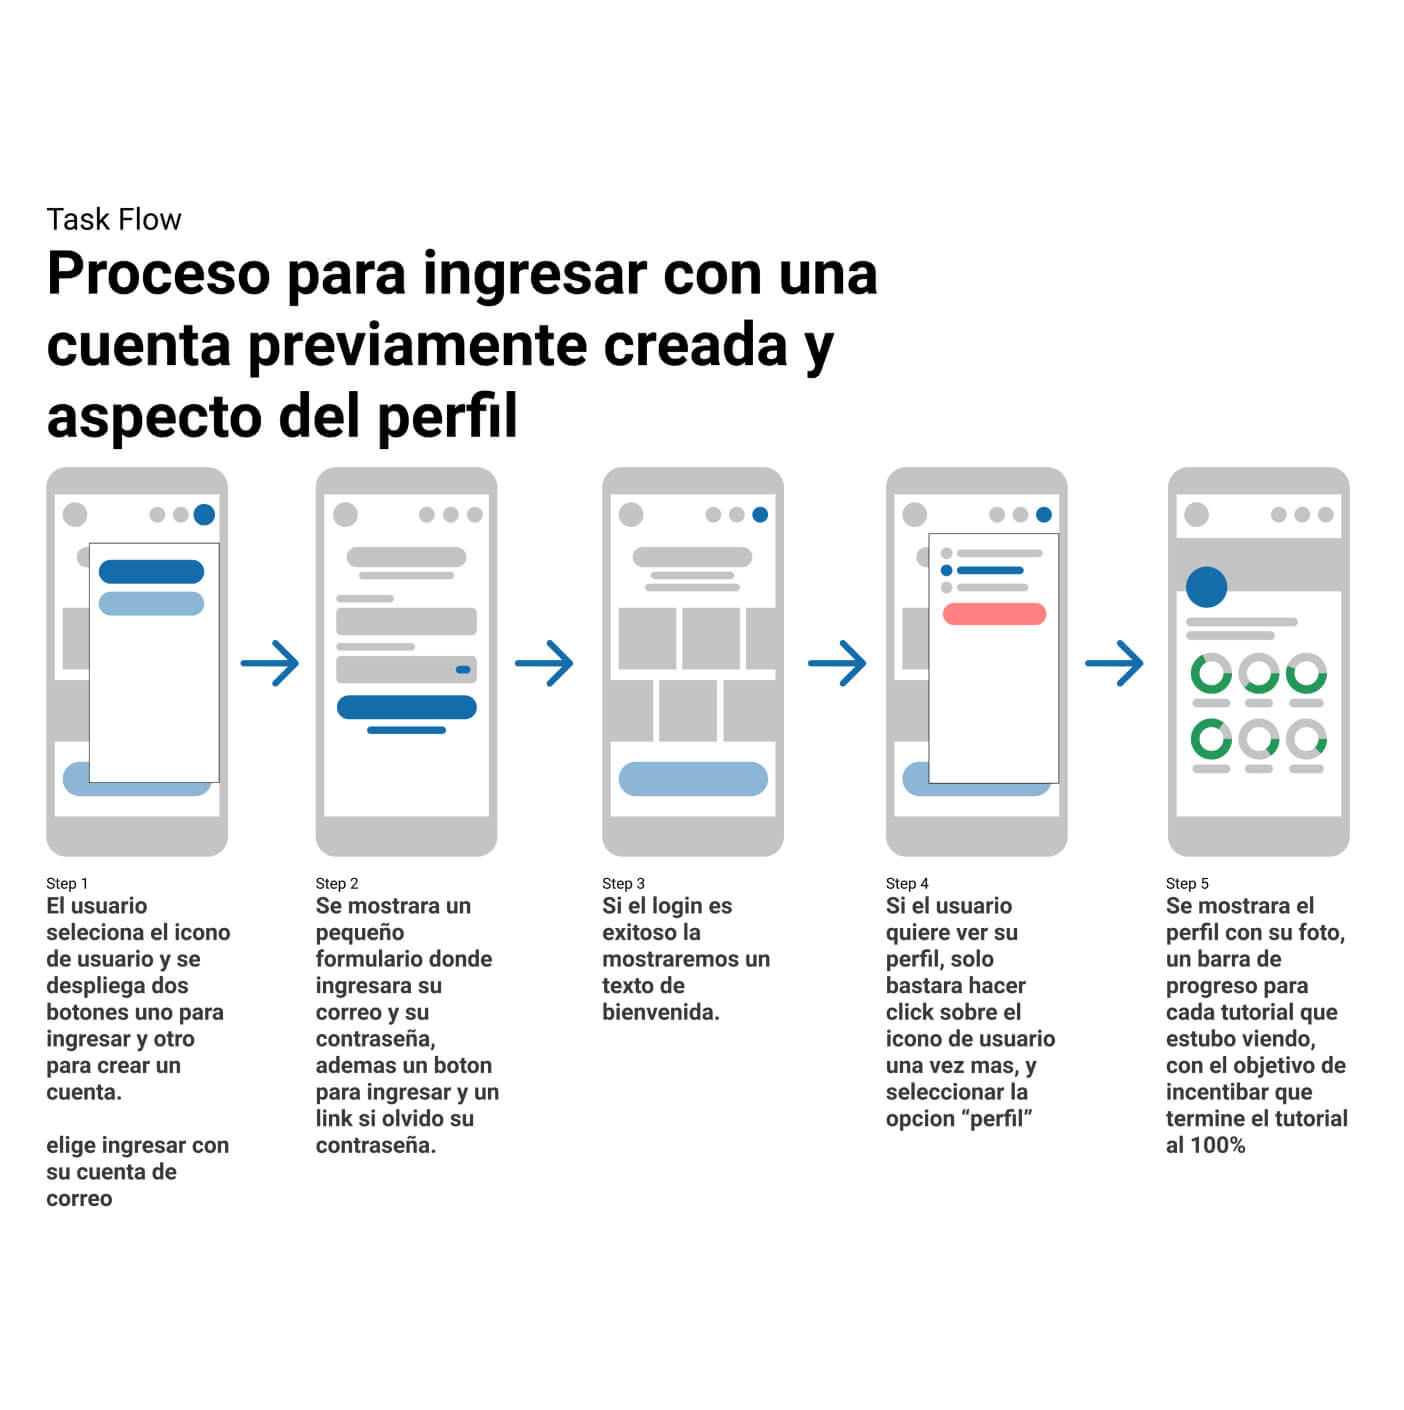 Task Flow
Proceso para ingresar con una
cuenta previamente creada y
aspecto del perfil
Step 1
El usuario
seleciona el icono
de usuario y se
despliega dos
botones uno para
ingresar y otro
para crear un
cuenta.
elige ingresar con
su cuenta de
correo
Step 2
Se mostrara un
pequeño
formulario donde
ingresara su
correo y su
contraseña,
ademas un boton
para ingresar y un
link si olvido su
contraseña.
Step 3
Si el login es
exitoso la
mostraremos un
texto de
bienvenida.
Step 4
Si el usuario
quiere ver su
perfil, solo
bastara hacer
click sobre el
icono de usuario
una vez mas, y
seleccionar la
opcion “perfil”
Step 5
Se mostrara el
perfil con su foto,
un barra de
progreso para
cada tutorial que
estubo viendo,
con el objetivo de
incentibar que
termine el tutorial
al 100%